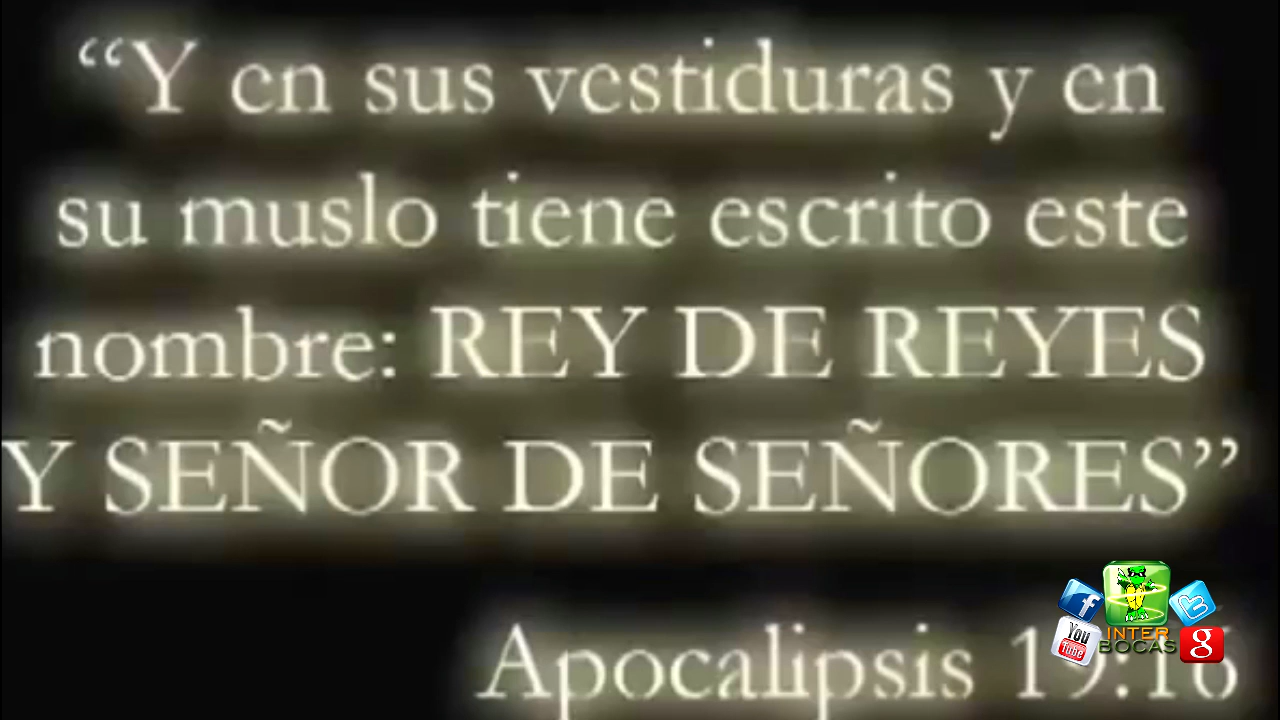 “Y en sus vestiduras y en
su muslo tiene escrito este
nombre: REY DE REYES
Y SEÑOR DE SEÑORES”
Apocalipsis 19:16
f
You
Tube
INTER
BOCAS
g